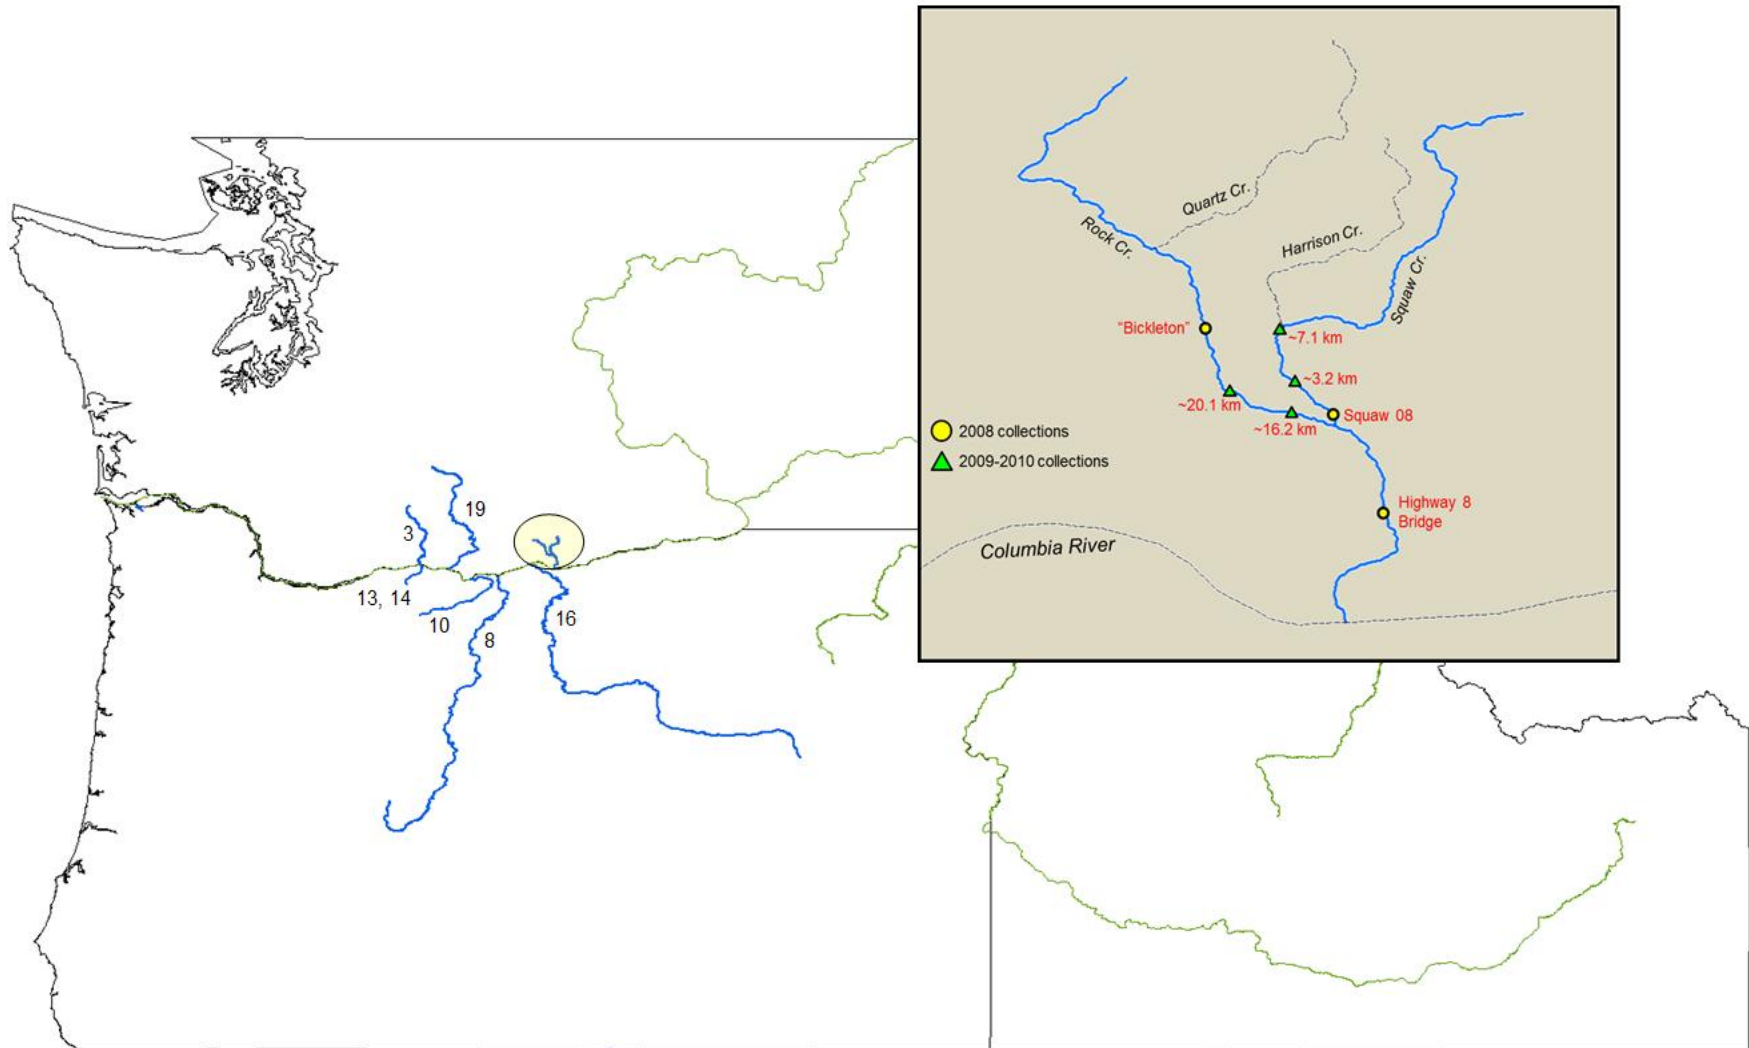 19
3
13, 14
10
8
16
Quartz Cr.
Rock Cr.
Harrison Cr.
Squaw Cr.
"Bickleton"
~7.1 km
~3.2 km
~20.1 km
Squaw 08
~16.2 km
2008 collections
2009-2010 collections
Highway 8
Bridge
Columbia River